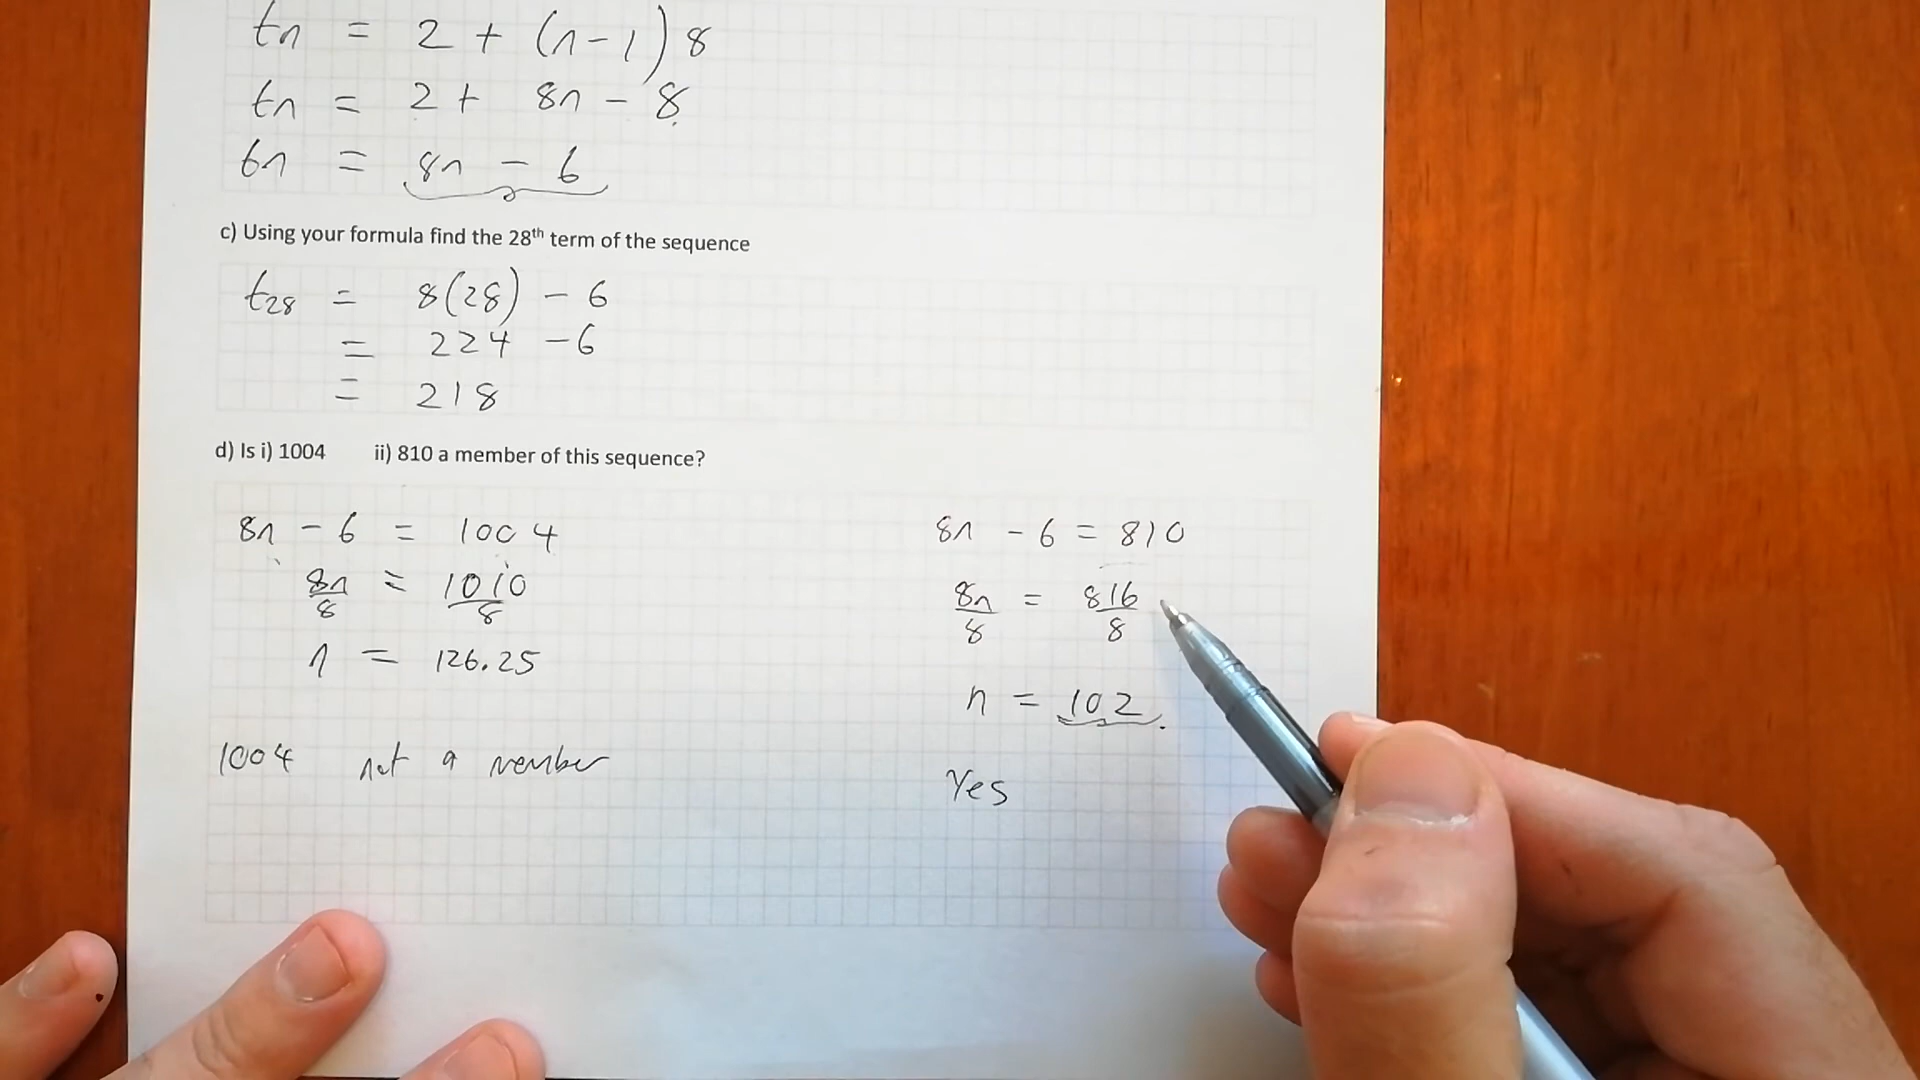 tn = 2 + (n-1) 8
tn = 2 + 8n - 8
tn = 8n - 6
c) Using your formula find the 28th term of the sequence
t28 = 8(28) - 6
= 224 - 6
= 218
d) Is i) 1004 ii) 810 a member of this sequence?
8n - 6 = 1004
8n/8 = 1010/8
n = 126.25
1004 not a member
8n - 6 = 810
8n/8 = 816/8
n = 102.
Yes